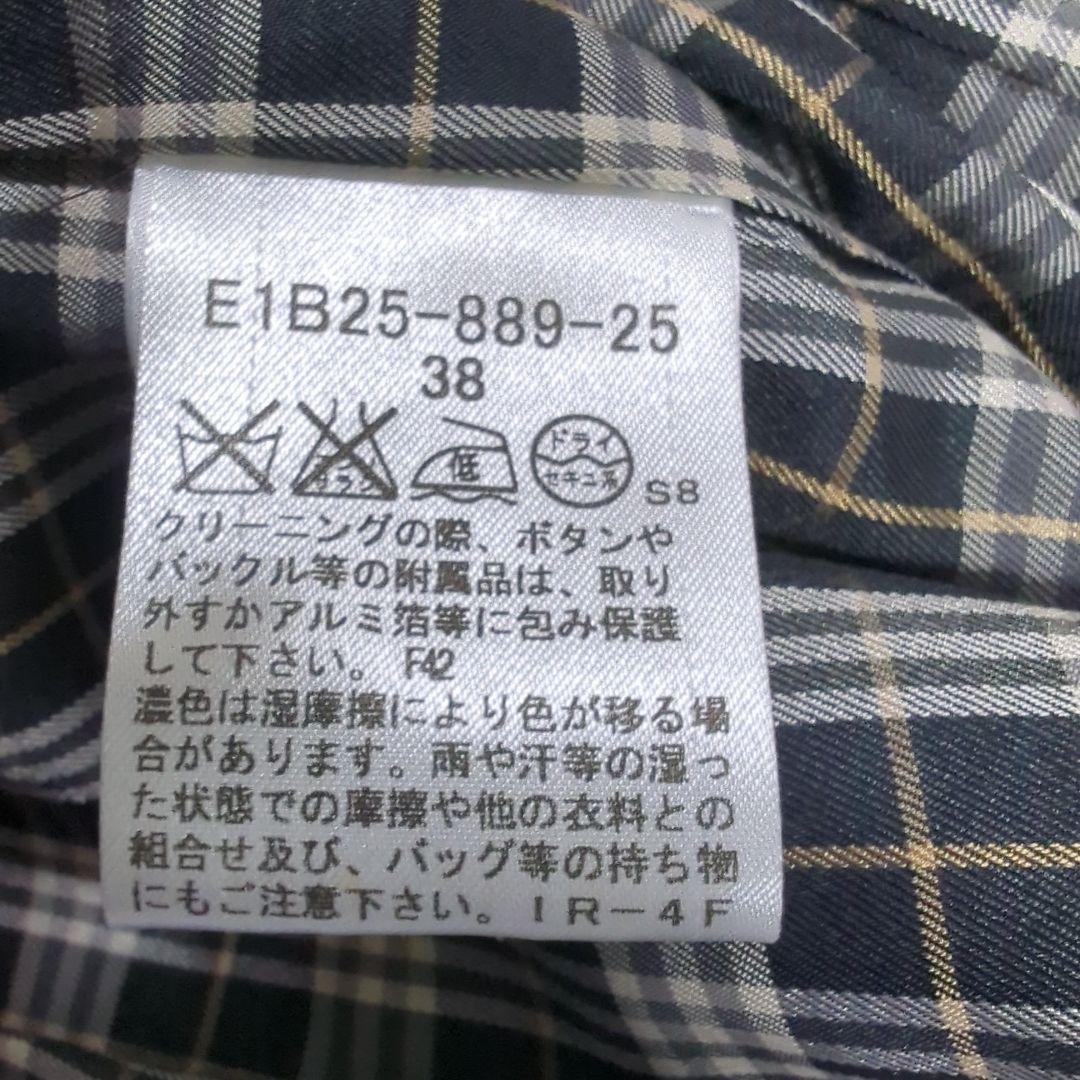 E1B25-889-25
38
低 ドライ セキユ系 S8
クリーニングの際、ボタンや
バックル等の附属品は、取り
外すかアルミ箔等に包み保護
して下さい。 F42
濃色は湿摩擦により色が移る場
合があります。雨や汗等の湿っ
た状態での摩擦や他の衣料との
組合せ及び、バッグ等の持ち物
にもご注意下さい。IR-4F